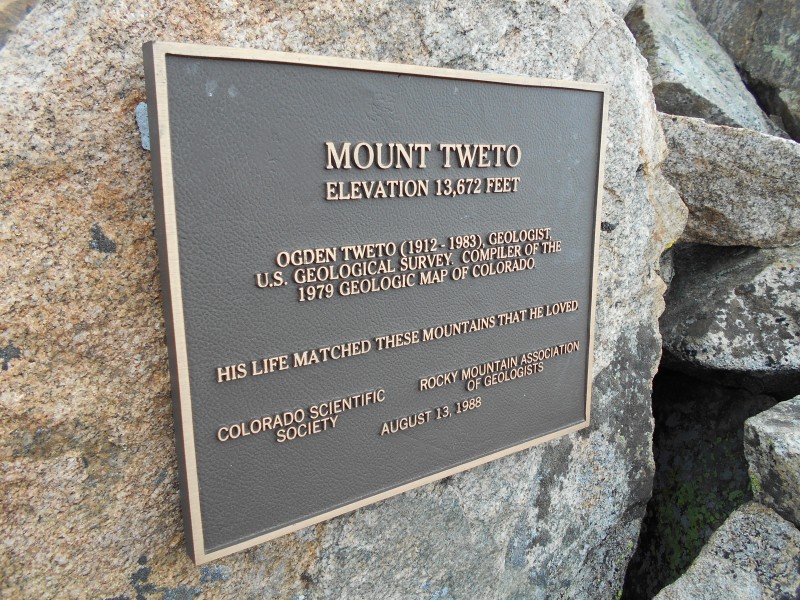 MOUNT TWETO
ELEVATION 13,672 FEET
OGDEN TWETO (1912 - 1983), GEOLOGIST,
U.S. GEOLOGICAL SURVEY. COMPILER OF THE
1979 GEOLOGIC MAP OF COLORADO.
HIS LIFE MATCHED THESE MOUNTAINS THAT HE LOVED
COLORADO SCIENTIFIC
SOCIETY
ROCKY MOUNTAIN ASSOCIATION
OF GEOLOGISTS
AUGUST 13, 1988